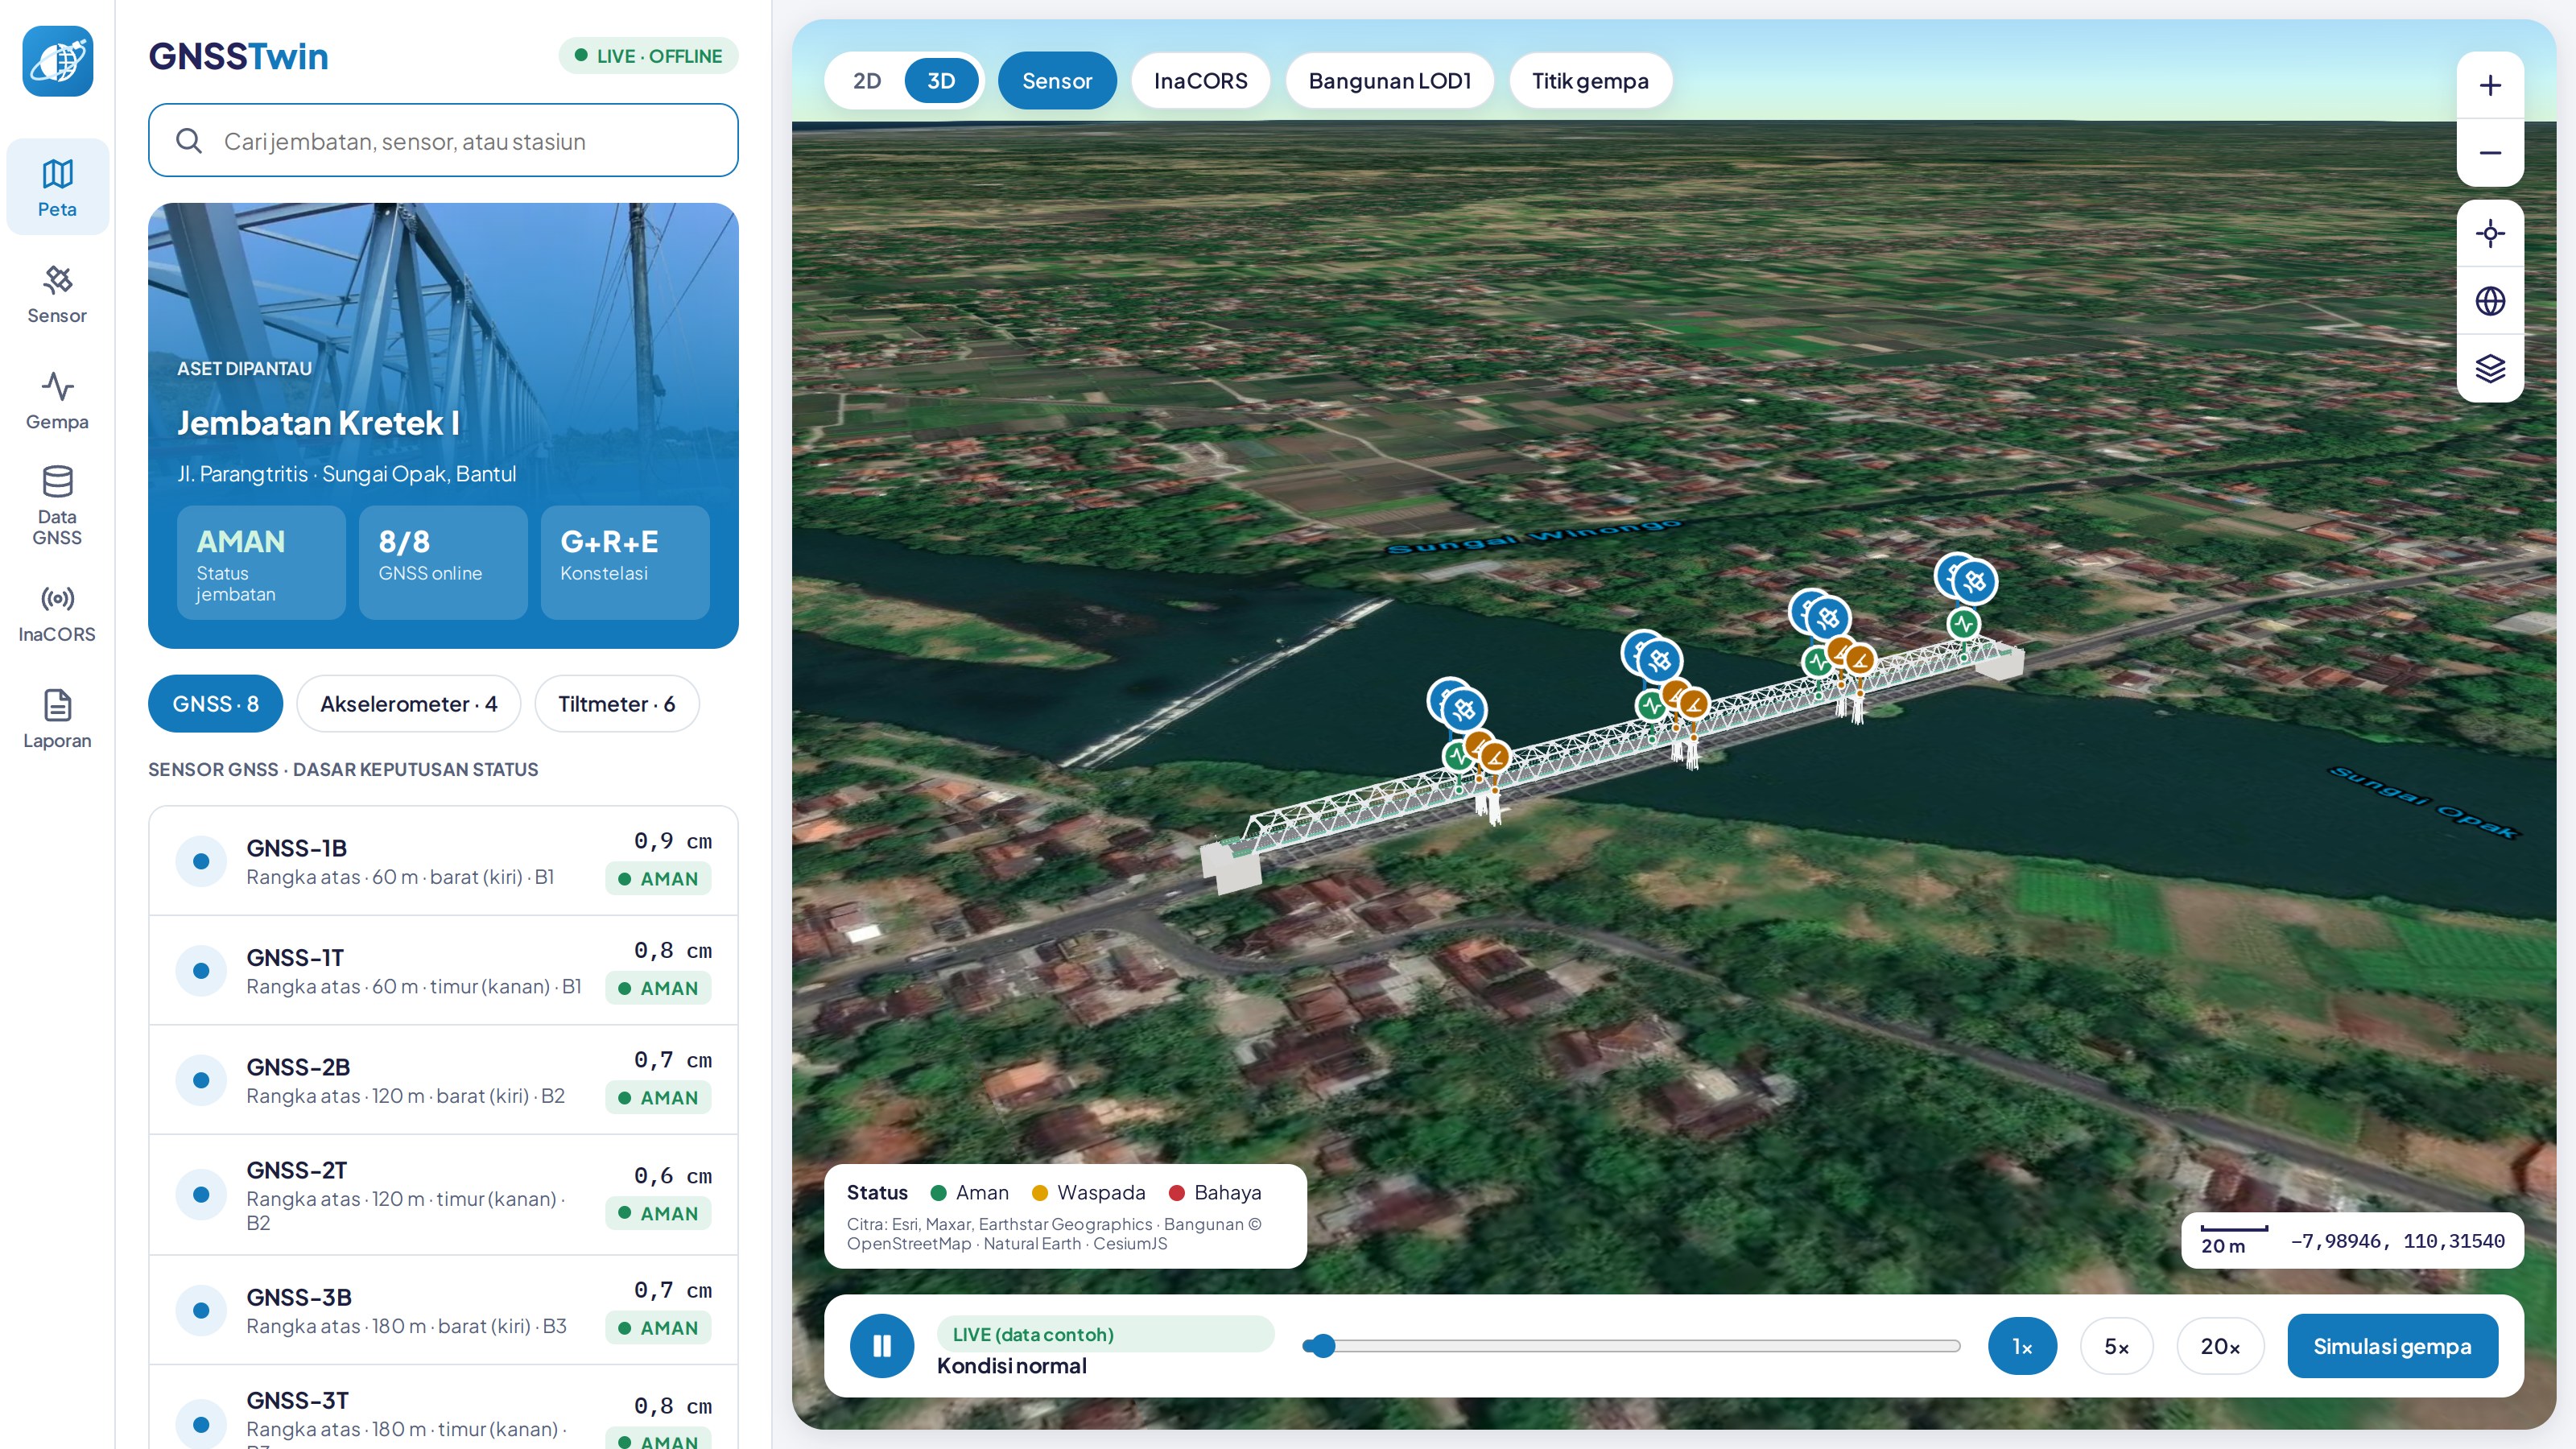 GNSSTwin
LIVE · OFFLINE
Cari jembatan, sensor, atau stasiun
Peta
Sensor
Gempa
Data
GNSS
InaCORS
Laporan
ASET DIPANTAU
Jembatan Kretek I
Jl. Parangtritis · Sungai Opak, Bantul
AMAN
Status
jembatan
8/8
GNSS online
G+R+E
Konstelasi
GNSS · 8
Akselerometer · 4
Tiltmeter · 6
SENSOR GNSS · DASAR KEPUTUSAN STATUS
GNSS-1B
Rangka atas · 60 m · barat (kiri) · B1
0,9 cm
AMAN
GNSS-1T
Rangka atas · 60 m · timur (kanan) · B1
0,8 cm
AMAN
GNSS-2B
Rangka atas · 120 m · barat (kiri) · B2
0,7 cm
AMAN
GNSS-2T
Rangka atas · 120 m · timur (kanan) ·
B2
0,6 cm
AMAN
GNSS-3B
Rangka atas · 180 m · barat (kiri) · B3
0,7 cm
AMAN
GNSS-3T
Rangka atas · 180 m · timur (kanan) ·
0,8 cm
AMAN
2D
3D
Sensor
InaCORS
Bangunan LOD1
Titik gempa
Sungai Winongo
Sungai Opak
Status
Aman
Waspada
Bahaya
Citra: Esri, Maxar, Earthstar Geographics · Bangunan ©
OpenStreetMap · Natural Earth · CesiumJS
20 m
−7,98946, 110,31540
LIVE (data contoh)
Kondisi normal
1×
5×
20×
Simulasi gempa